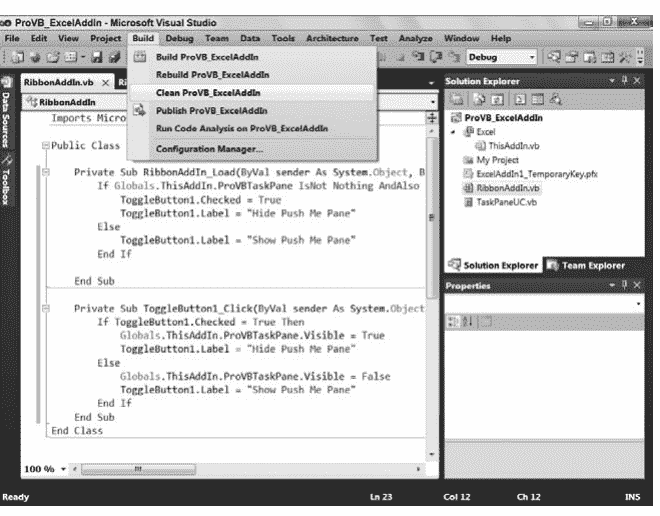 ProVB_ExcelAddIn - Microsoft Visual Studio
File Edit View Project Build Debug Team Data Tools Architecture Test Analyze Window Help
Debug
Build ProVB_ExcelAddIn
Rebuild ProVB_ExcelAddIn
Clean ProVB_ExcelAddIn
Publish ProVB_ExcelAddIn
Run Code Analysis on ProVB_ExcelAddIn
Configuration Manager...
Data Sources
Toolbox
RibbonAddIn.vb
RibbonAddIn
Imports Micro
Public Class
Private Sub RibbonAddIn_Load(ByVal sender As System.Object, B
If Globals.ThisAddIn.ProVBTaskPane IsNot Nothing AndAlso
ToggleButton1.Checked = True
ToggleButton1.Label = "Hide Push Me Pane"
Else
ToggleButton1.Label = "Show Push Me Pane"
End If
End Sub
Private Sub ToggleButton1_Click(ByVal sender As System.Object
If ToggleButton1.Checked = True Then
Globals.ThisAddIn.ProVBTaskPane.Visible = True
ToggleButton1.Label = "Hide Push Me Pane"
Else
Globals.ThisAddIn.ProVBTaskPane.Visible = False
ToggleButton1.Label = "Show Push Me Pane"
End If
End Sub
End Class
100 %
Solution Explorer
ProVB_ExcelAddIn
Excel
ThisAddIn.vb
My Project
ExcelAddIn1_TemporaryKey.pfx
RibbonAddIn.vb
TaskPaneUC.vb
Solution Explorer Team Explorer
Properties
Ready Ln 23 Col 12 Ch 12 INS